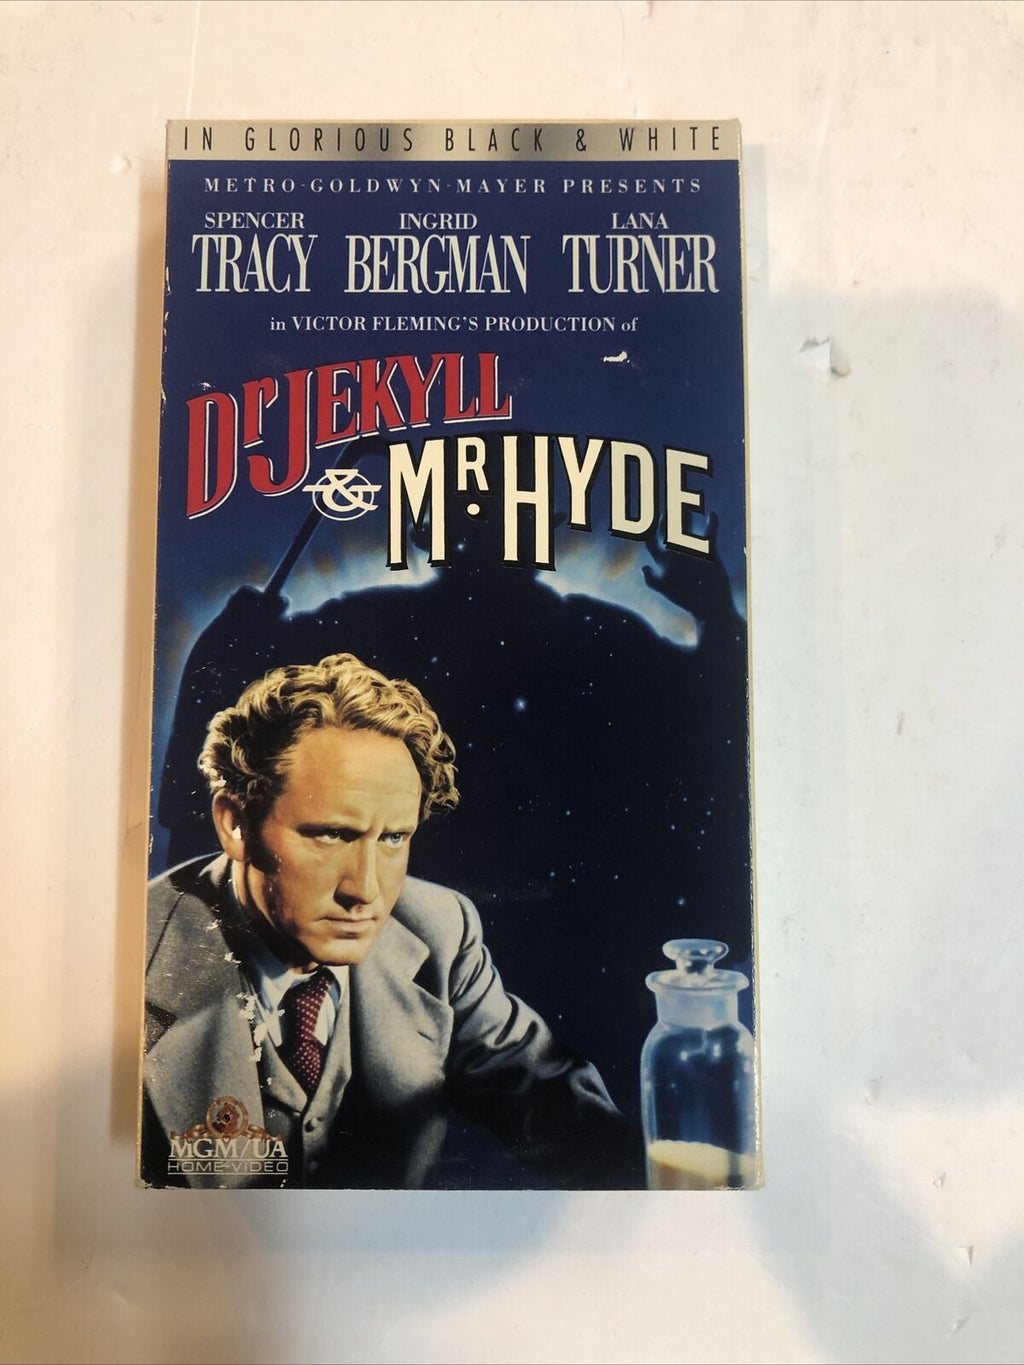 IN GLORIOUS BLACK & WHITE
METRO-GOLDWYN-MAYER PRESENTS
SPENCER TRACY
INGRID BERGMAN
LANA TURNER
in VICTOR FLEMING'S PRODUCTION of
Dr JEKYLL
& MR. HYDE
MGM/UA
HOME VIDEO